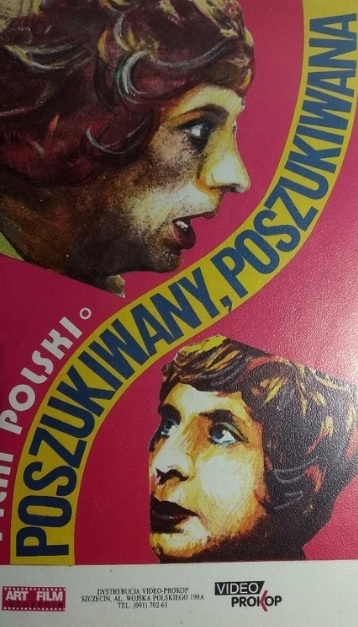 POSZUKIWANY, POSZUKIWANA
FILM POLSKI
ART FILM
DYSTRYBUCJA VIDEO-PROKOP
SZCZECIN, AL. WOJSKA POLSKIEGO 198A
TEL. (091) 762-61
VIDEO
PROKOP